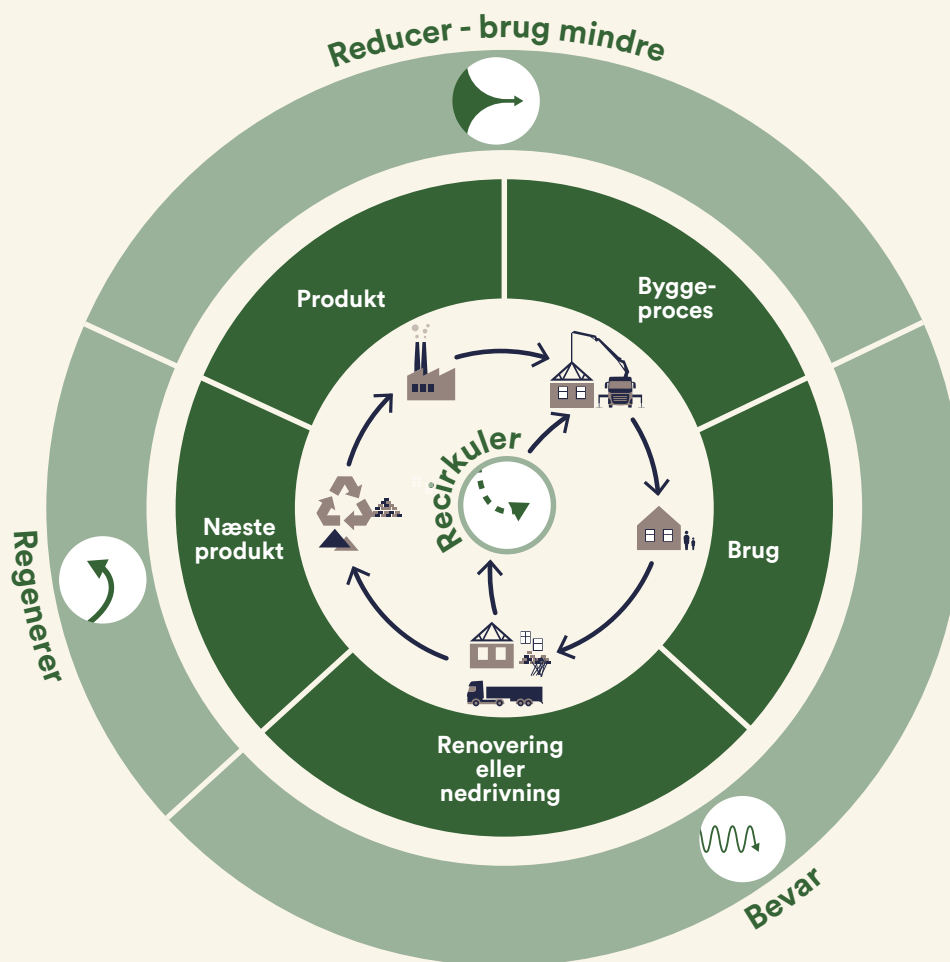 Reducer - brug mindre
Produkt
Bygge-
proces
Recirkuler
Næste
produkt
Brug
Regenerer
Renovering
eller
nedrivning
Bevar